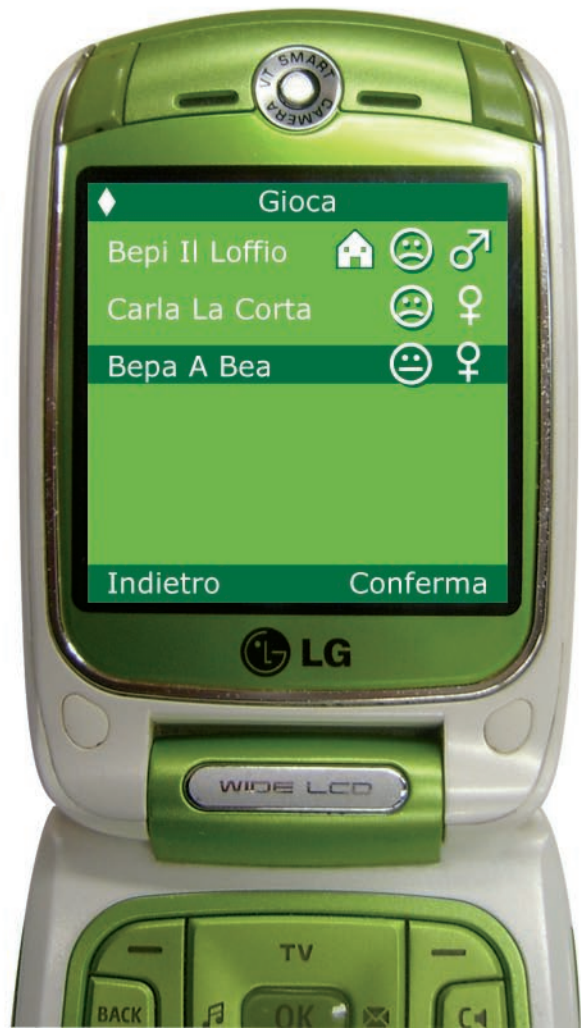 VT SMART CAMERA
Gioca
Bepi Il Loffio
Carla La Corta
Bepa A Bea
Indietro Conferma
LG
WIDE LCD
TV
BACK OK C